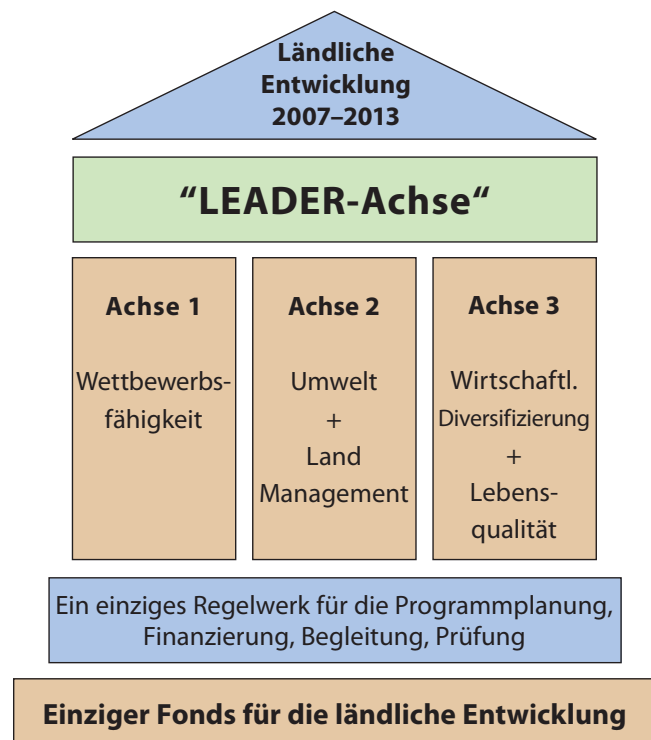 Ländliche
Entwicklung
2007–2013
“LEADER-Achse“
Achse 1
Wettbewerbs-
fähigkeit
Achse 2
Umwelt
+
Land
Management
Achse 3
Wirtschaftl.
Diversifizierung
+
Lebens-
qualität
Ein einziges Regelwerk für die Programmplanung,
Finanzierung, Begleitung, Prüfung
Einziger Fonds für die ländliche Entwicklung